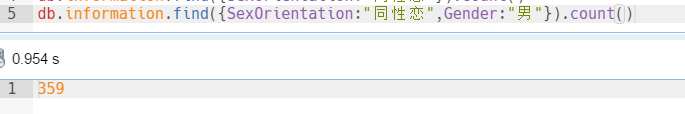 5 db.information.find({SexOrientation:"同性恋",Gender:"男"}).count()
0.954 s
1 359